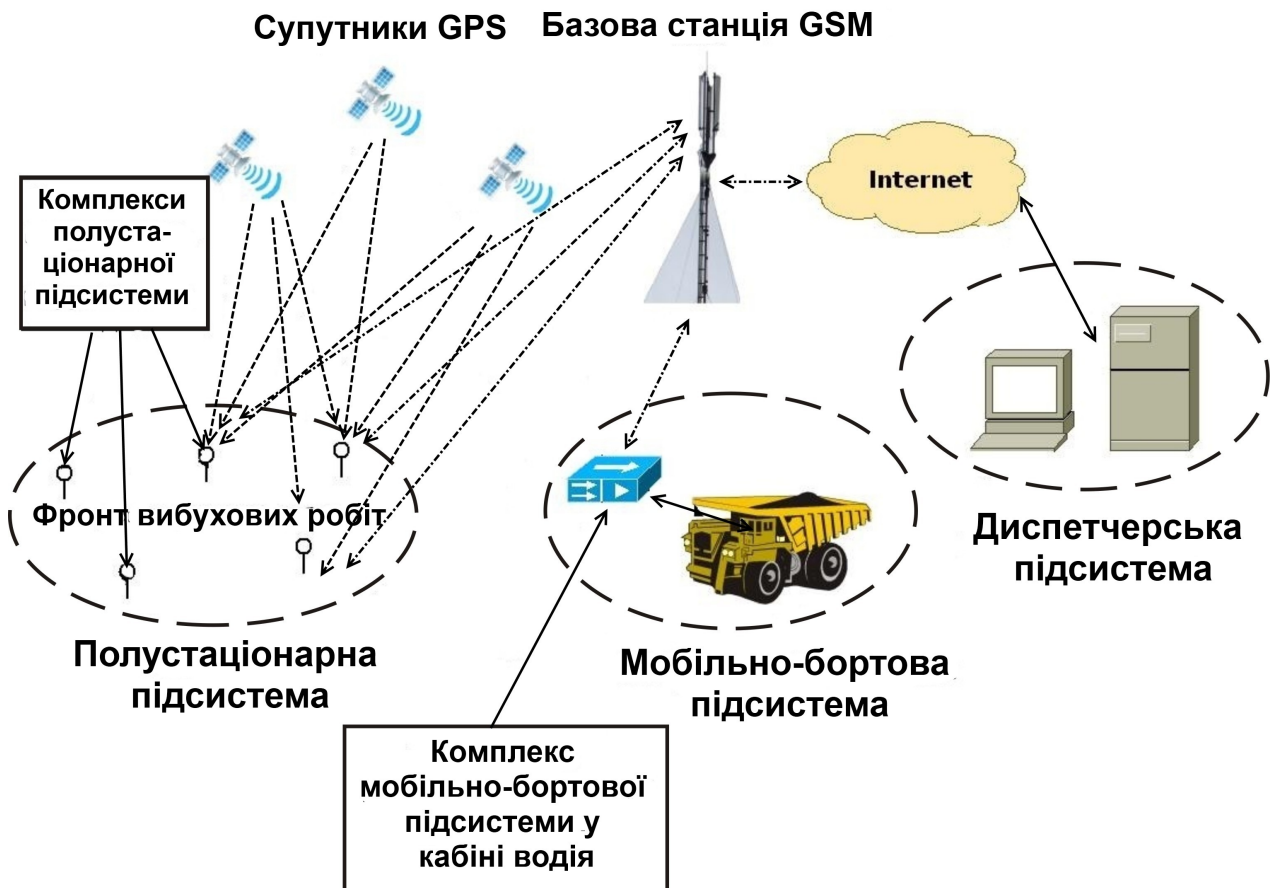 Супутники GPS
Базова станція GSM
Internet
Комплекси
полуста-
ціонарної
підсистеми
Фронт вибухових робіт
Диспетчерська
підсистема
Полустаціонарна
підсистема
Мобільно-бортова
підсистема
Комплекс
мобільно-бортової
підсистеми у
кабіні водія